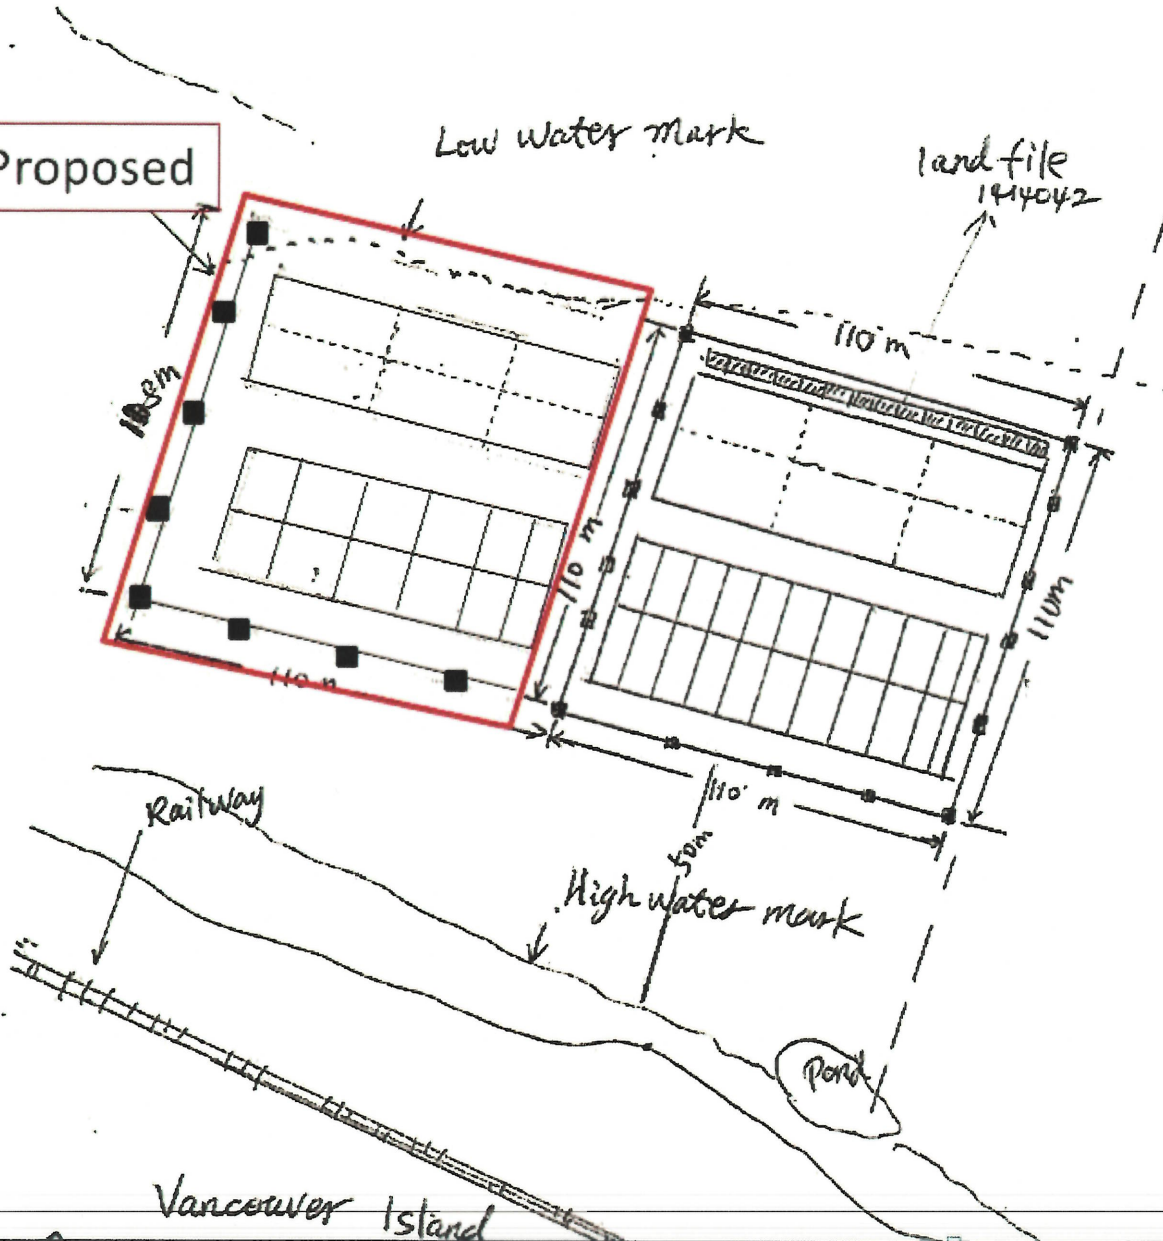 Low water mark
land file
1414042
Proposed
110 m
110 m
110m
110 m
110 m
50m
Railway
High water mark
Pond
Vancouver Island